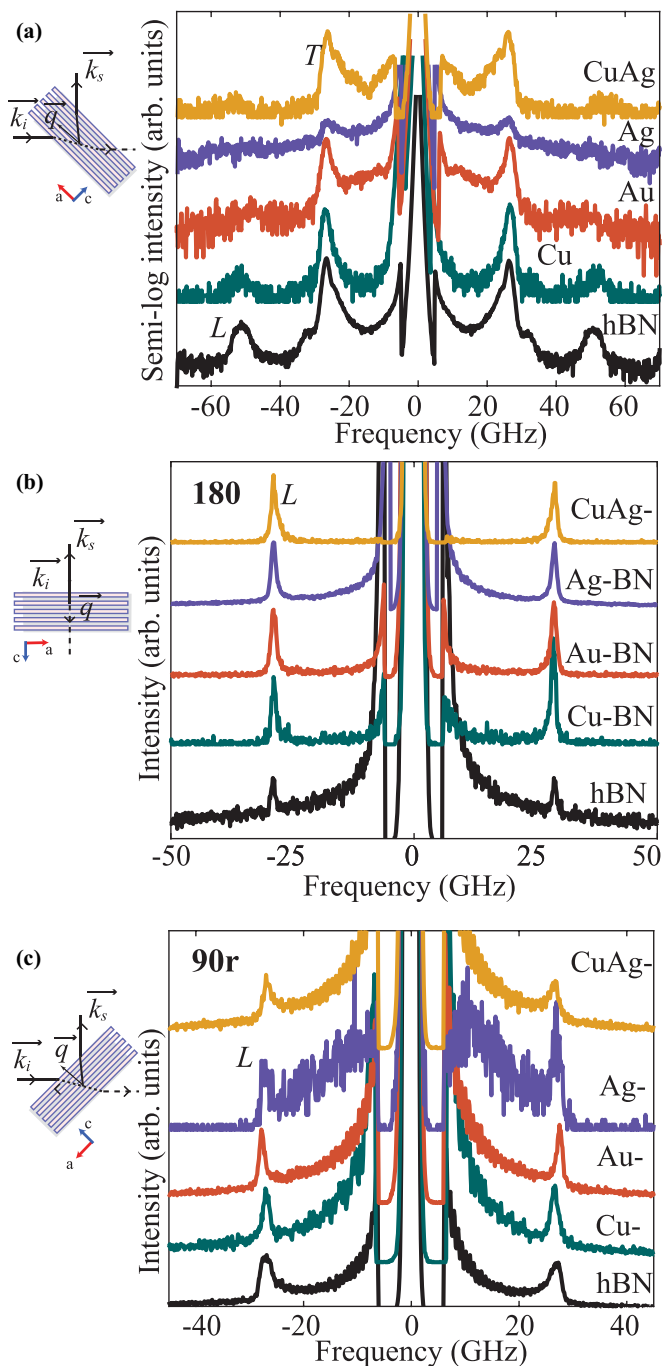 (a)
k_s
k_i
q
a
c
Semi-log intensity (arb. units)
T
CuAg
Ag
Au
Cu
L
hBN
-60 -40 -20 0 20 40 60
Frequency (GHz)
(b)
180
k_s
k_i
q
c
a
Intensity (arb. units)
L
CuAg-
Ag-BN
Au-BN
Cu-BN
hBN
-50 -25 0 25 50
Frequency (GHz)
(c)
90r
k_s
k_i
q
c
a
Intensity (arb. units)
CuAg-
L
Ag-
Au-
Cu-
hBN
-40 -20 0 20 40
Frequency (GHz)